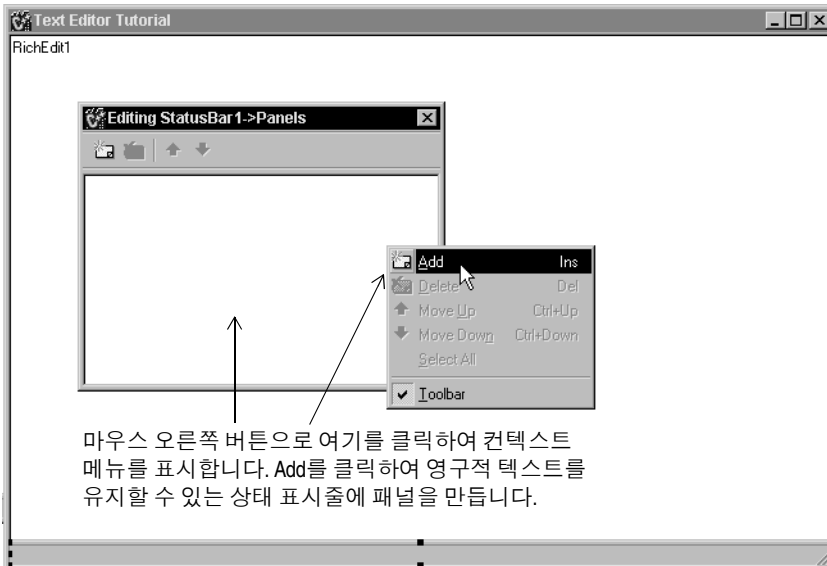 Text Editor Tutorial
RichEdit1
Editing StatusBar1->Panels
Add Ins
Delete Del
Move Up Ctrl+Up
Move Down Ctrl+Down
Select All
Toolbar
마우스 오른쪽 버튼으로 여기를 클릭하여 컨텍스트
메뉴를 표시합니다. Add를 클릭하여 영구적 텍스트를
유지할 수 있는 상태 표시줄에 패널을 만듭니다.